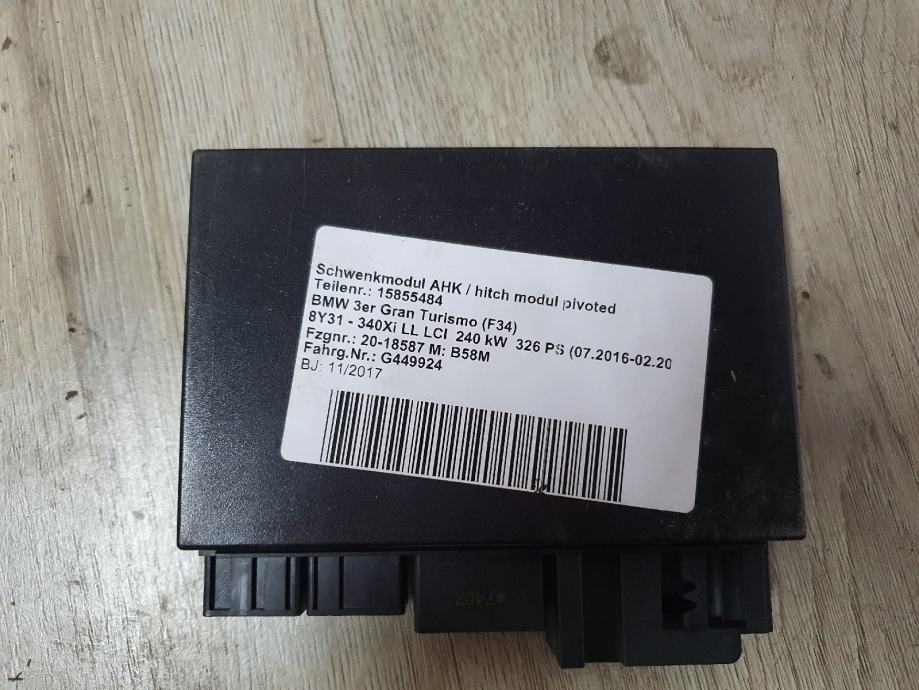 Schwenkmodul AHK / hitch modul pivoted
Teilenr.: 15855484
BMW 3er Gran Turismo (F34)
8Y31 - 340Xi LL LCI 240 kW 326 PS (07.2016-02.20
Fzgnr.: 20-18587 M: B58M
Fahrg.Nr.: G449924
BJ: 11/2017
7407